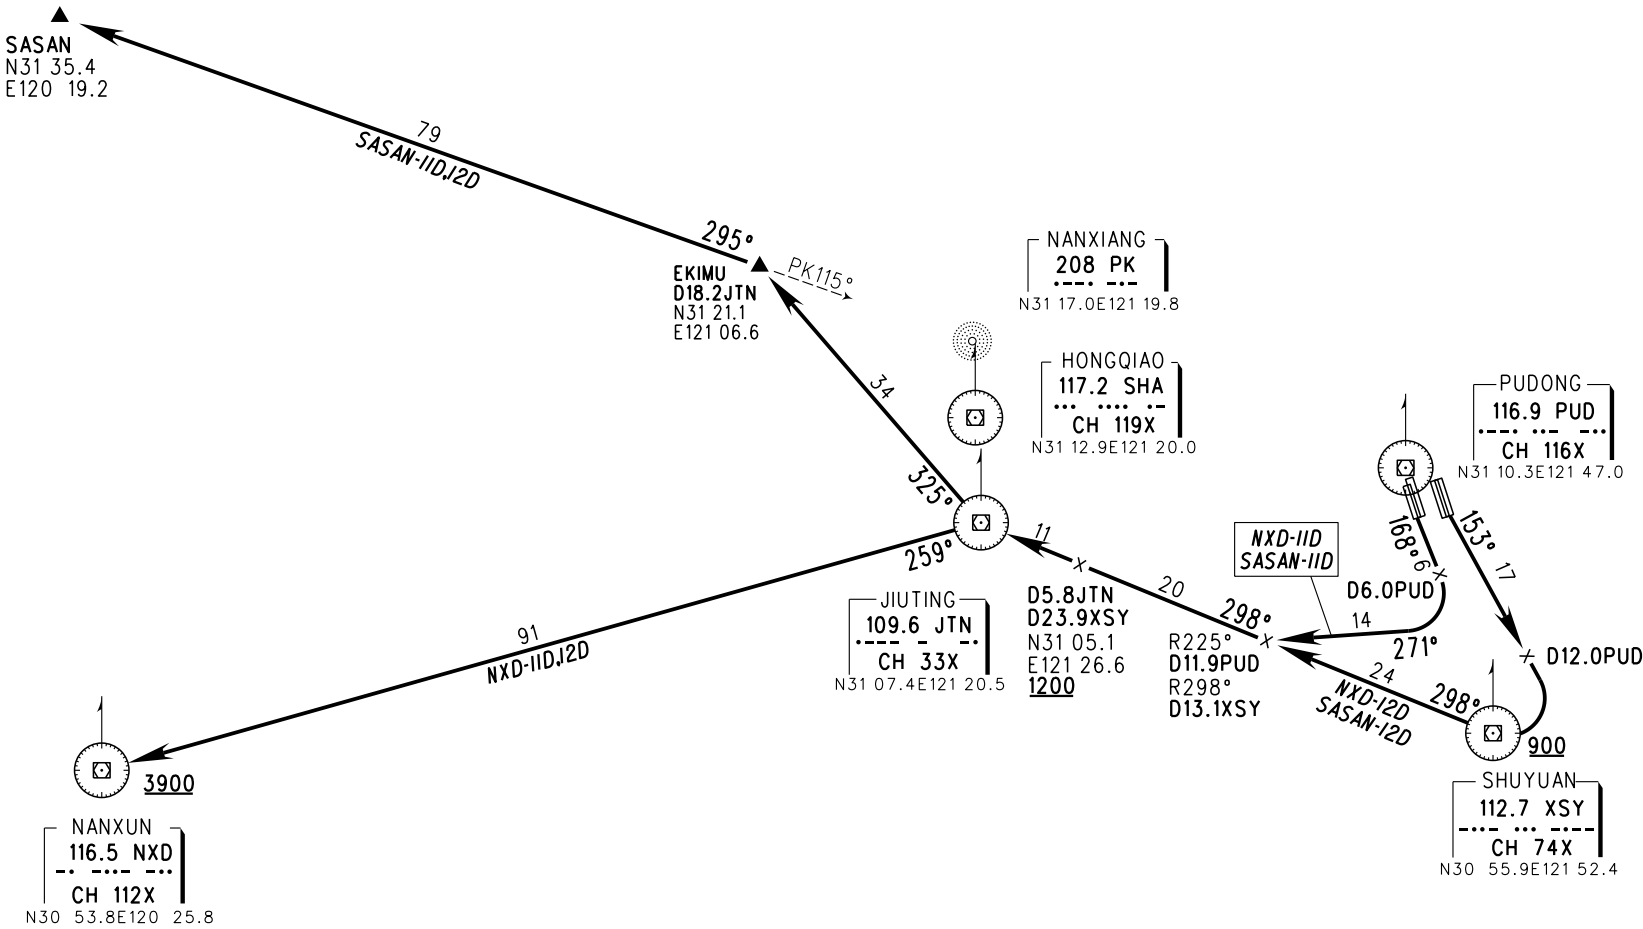 SASAN
N31 35.4
E120 19.2
79
SASAN-11D,12D
295°
EKIMU
D18.2JTN
N31 21.1
E121 06.6
PK115°
NANXIANG
208 PK
N31 17.0E121 19.8
HONGQIAO
117.2 SHA
CH 119X
N31 12.9E121 20.0
PUDONG
116.9 PUD
CH 116X
N31 10.3E121 47.0
34
325°
259°
11
NXD-11D
SASAN-11D
168°
6
153°
17
D6.0PUD
14
271°
D12.0PUD
JIUTING
109.6 JTN
CH 33X
N31 07.4E121 20.5
D5.8JTN
D23.9XSY
N31 05.1
E121 26.6
1200
20
298°
R225°
D11.9PUD
R298°
D13.1XSY
24
298°
NXD-12D
SASAN-12D
900
91
NXD-11D,12D
3900
NANXUN
116.5 NXD
CH 112X
N30 53.8E120 25.8
SHUYUAN
112.7 XSY
CH 74X
N30 55.9E121 52.4